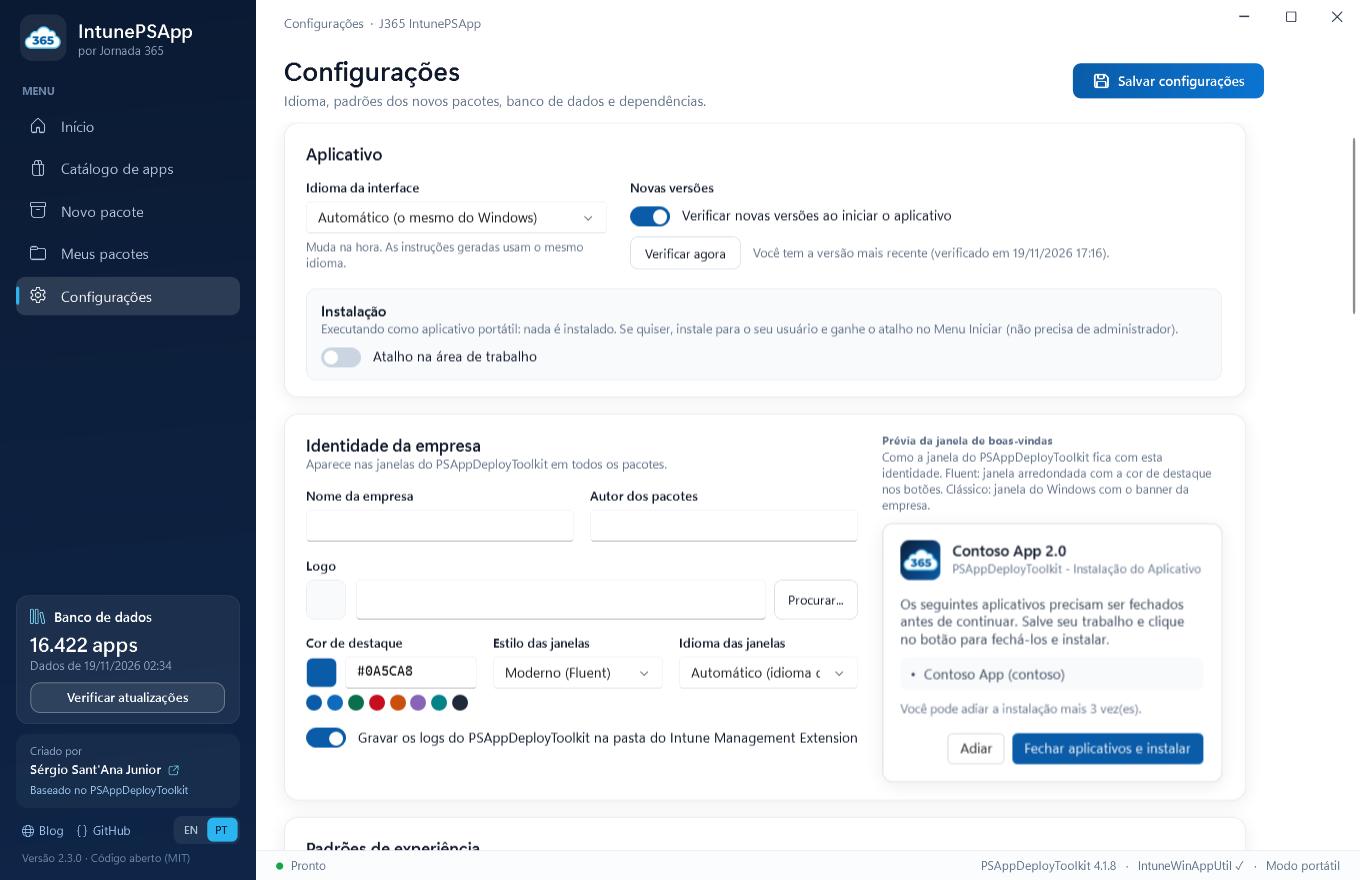 365
IntunePSApp
por Jornada 365
MENU
Início
Catálogo de apps
Novo pacote
Meus pacotes
Configurações
Banco de dados
16.422 apps
Dados de 19/11/2026 02:34
Verificar atualizações
Criado por
Sérgio Sant'Ana Junior
Baseado no PSAppDeployToolkit
Blog
{ } GitHub
EN
PT
Versão 2.3.0 · Código aberto (MIT)
Configurações · J365 IntunePSApp
Configurações
Idioma, padrões dos novos pacotes, banco de dados e dependências.
Salvar configurações
Aplicativo
Idioma da interface
Automático (o mesmo do Windows)
Muda na hora. As instruções geradas usam o mesmo
idioma.
Novas versões
Verificar novas versões ao iniciar o aplicativo
Verificar agora
Você tem a versão mais recente (verificado em 19/11/2026 17:16).
Instalação
Executando como aplicativo portátil: nada é instalado. Se quiser, instale para o seu usuário e ganhe o atalho no Menu Iniciar (não precisa de administrador).
Atalho na área de trabalho
Identidade da empresa
Aparece nas janelas do PSAppDeployToolkit em todos os pacotes.
Nome da empresa
Autor dos pacotes
Logo
Procurar...
Cor de destaque
#0A5CA8
Estilo das janelas
Moderno (Fluent)
Idioma das janelas
Automático (idioma c
Gravar os logs do PSAppDeployToolkit na pasta do Intune Management Extension
Prévia da janela de boas-vindas
Como a janela do PSAppDeployToolkit fica com esta
identidade. Fluent: janela arredondada com a cor de destaque
nos botões. Clássico: janela do Windows com o banner da
empresa.
365
Contoso App 2.0
PSAppDeployToolkit - Instalação do Aplicativo
Os seguintes aplicativos precisam ser fechados
antes de continuar. Salve seu trabalho e clique
no botão para fechá-los e instalar.
• Contoso App (contoso)
Você pode adiar a instalação mais 3 vez(es).
Adiar
Fechar aplicativos e instalar
Padrões de experiência
Pronto
PSAppDeployToolkit 4.1.8 · IntuneWinAppUtil ✓ · Modo portátil